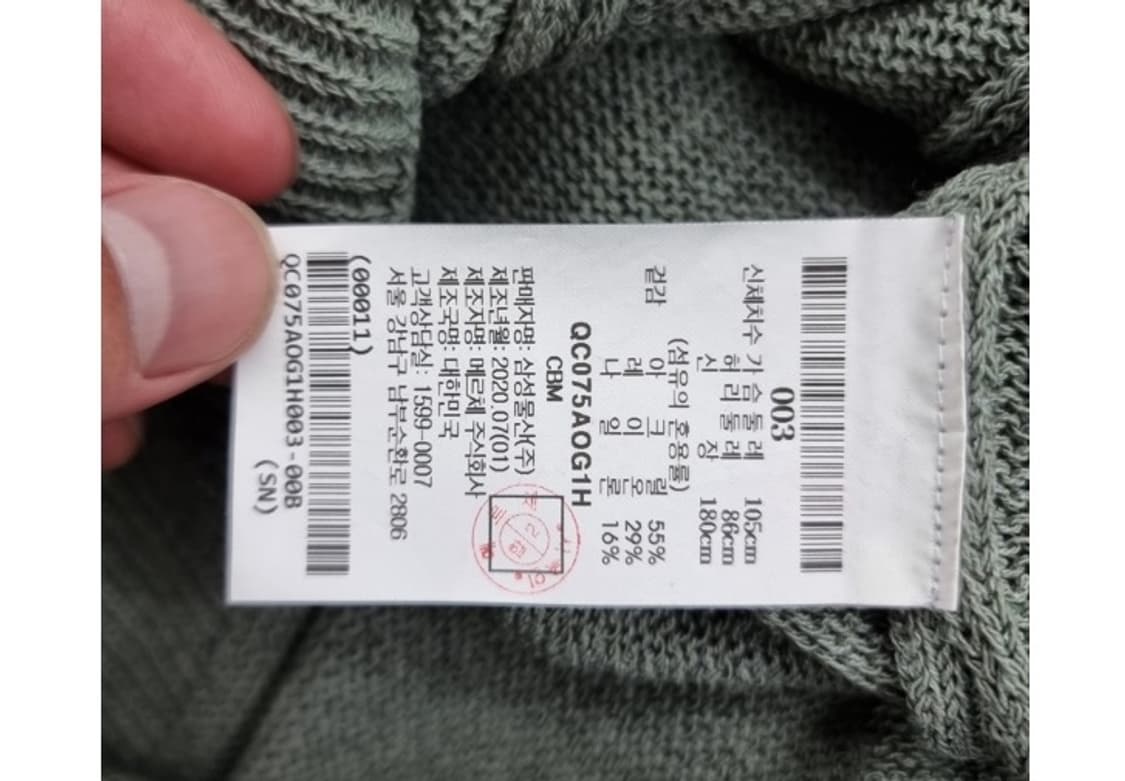 003
신체치수 가슴둘레 105cm
허리둘레 86cm
신장 180cm
(섬유의 혼용률)
겉감 아크릴 55%
레이온 29%
나일론 16%
QC075AOG1H
CBM
판매자명: 삼성물산(주)
제조년월: 2020.07(01)
제조자명: 메르체 주식회사
제조국명: 대한민국
고객상담실: 1599-0007
서울 강남구 남부순환로 2806
(00011)
QC075AOG1H003-00B
(SN)